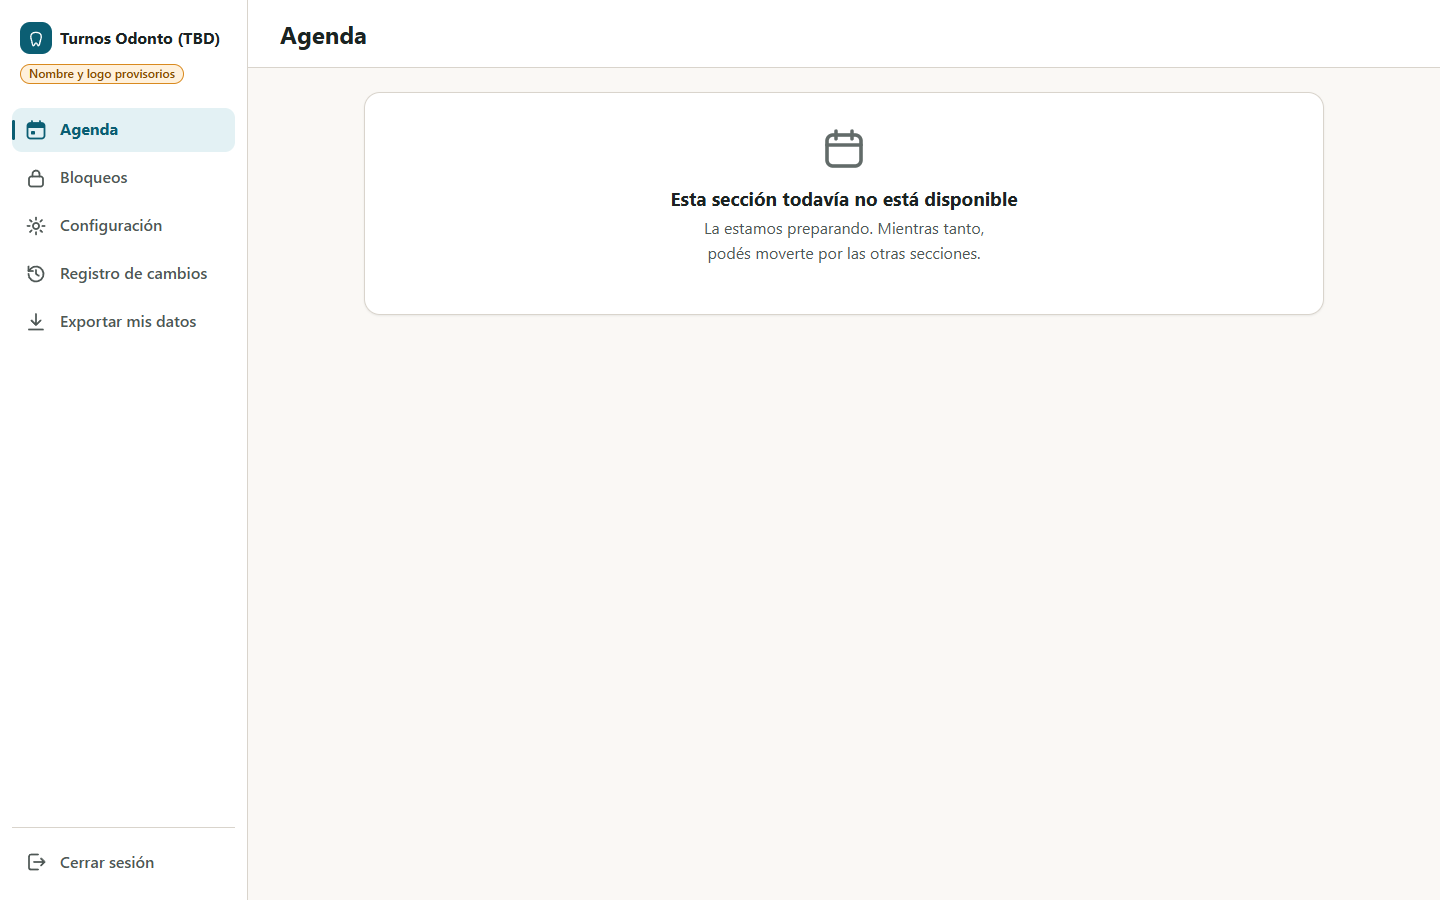 Turnos Odonto (TBD)
Nombre y logo provisorios
Agenda
Bloqueos
Configuración
Registro de cambios
Exportar mis datos
Cerrar sesión
Agenda
Esta sección todavía no está disponible
La estamos preparando. Mientras tanto,
podés moverte por las otras secciones.